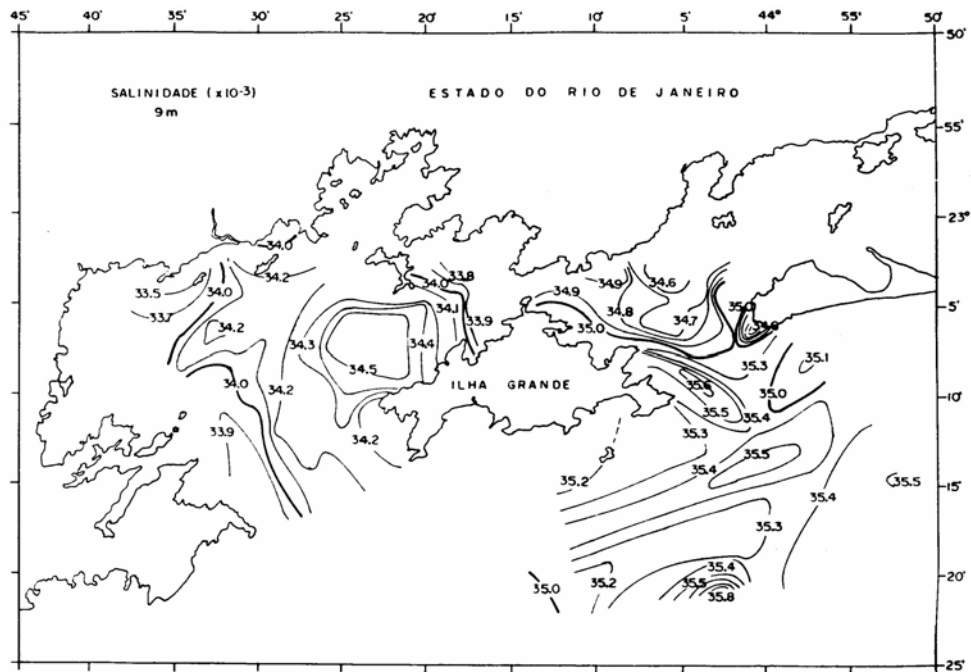 45' 40' 35' 30' 25' 20' 15' 10' 5' 44° 55' 50'
50'
SALINIDADE (x10-3) ESTADO DO RIO DE JANEIRO
9m
55'
23°
34.0
33.8
34.2 34.0 34.9 34.6
33.5 34.0 34.9
33.7 34.1 34.8 35.0 5'
34.2 33.9 35.0 34.7
34.3 34.4 35.3 35.1
34.5 35.6
34.0 34.2 ILHA GRANDE 35.0
35.5 35.4 10'
33.9 34.2 35.3
35.4 35.5
35.2 35.4 35.5 15'
35.3
35.4
35.0 35.2 35.5 20'
35.8
25'